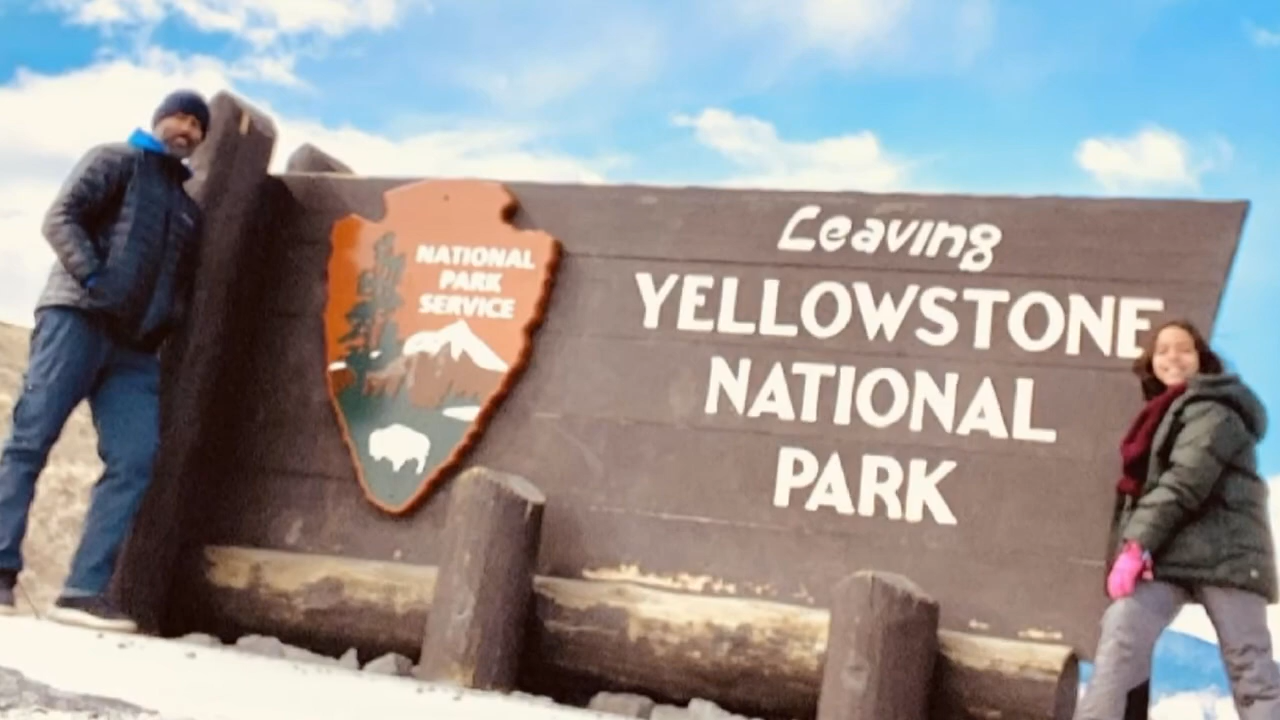 NATIONAL
PARK
SERVICE
Leaving
YELLOWSTONE
NATIONAL
PARK